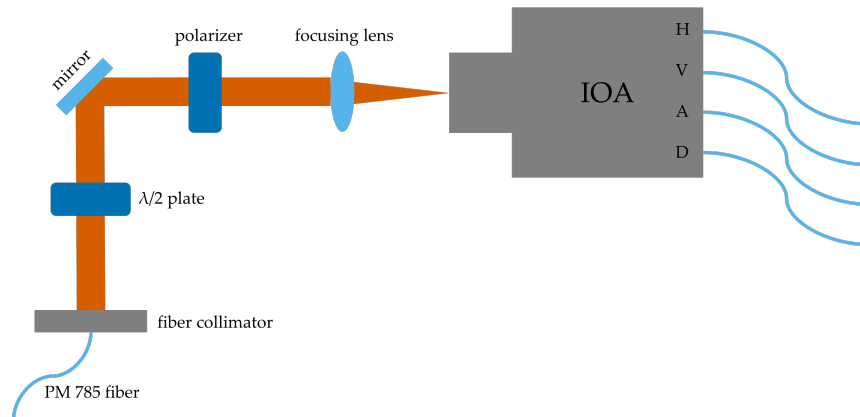 polarizer
focusing lens
mirror
H
V
IOA
A
D
λ/2 plate
fiber collimator
PM 785 fiber